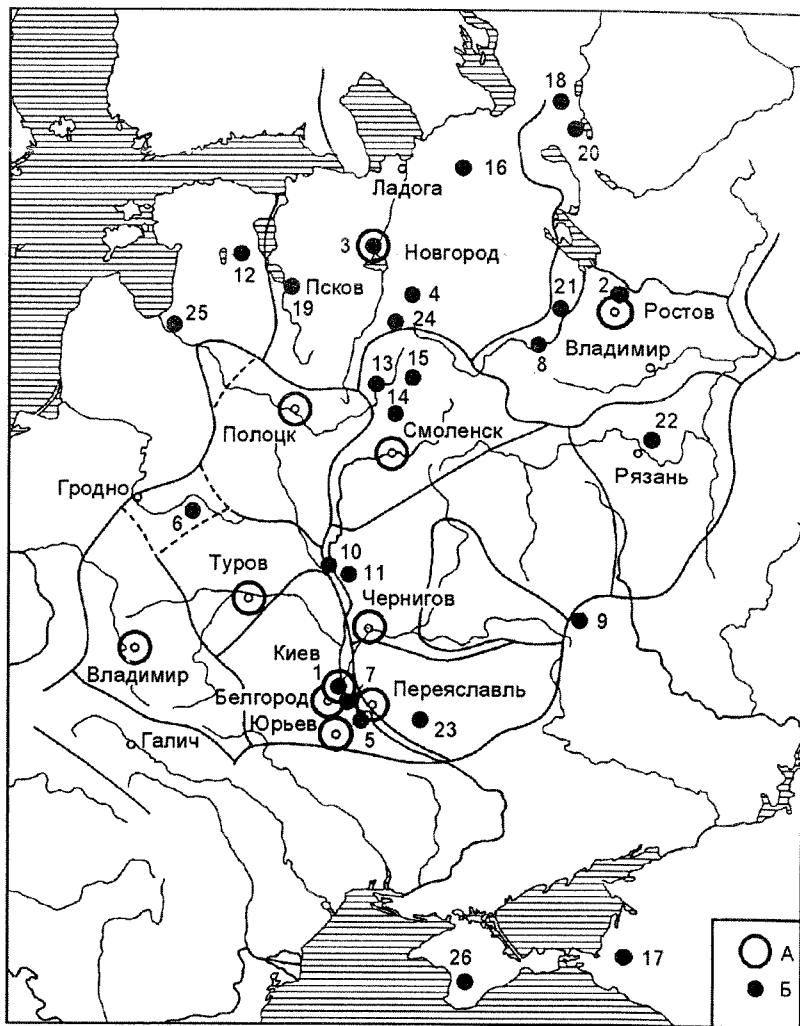 18
20
16
Ладога
3
Новгород
12
Псков
19
4
21
2
Ростов
25
24
8
Владимир
13
15
14
Полоцк
Смоленск
22
Рязань
Гродно
6
10
11
Туров
Чернигов
9
Владимир
Киев
1
7
Белгород
Переяславль
Юрьев
5
23
Галич
26
17
А
Б